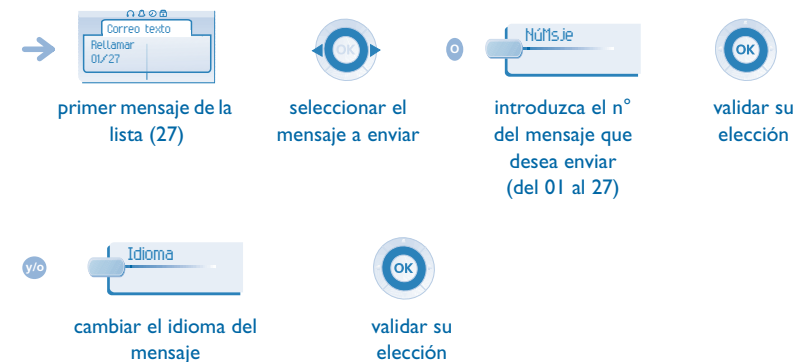 Correo texto
Rellamar
01/27
OK
O
NúMsje
OK
primer mensaje de la
lista (27)
seleccionar el
mensaje a enviar
introduzca el n°
del mensaje que
desea enviar
(del 01 al 27)
validar su
elección
y/o
Idioma
OK
cambiar el idioma del
mensaje
validar su
elección